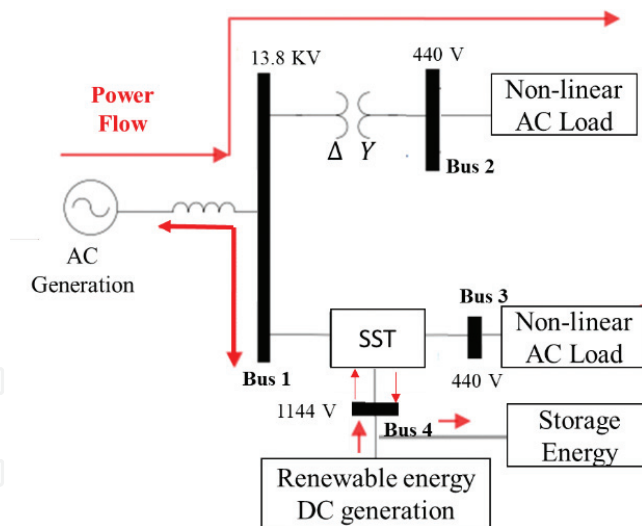 13.8 KV
440 V
Power
Flow
Non-linear
AC Load
Δ Y
Bus 2
AC
Generation
Bus 3
SST
Non-linear
AC Load
Bus 1
440 V
1144 V
Bus 4
Storage
Energy
Renewable energy
DC generation